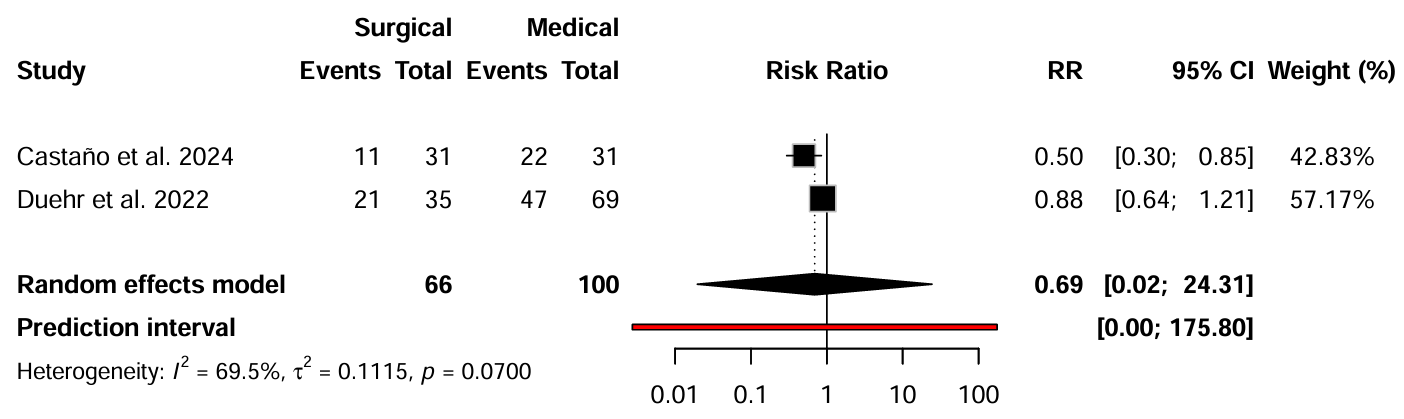 Surgical Medical
Study Events Total Events Total Risk Ratio RR 95% CI Weight (%)
Castaño et al. 2024 11 31 22 31 0.50 [0.30; 0.85] 42.83%
Duehr et al. 2022 21 35 47 69 0.88 [0.64; 1.21] 57.17%
Random effects model 66 100 0.69 [0.02; 24.31]
Prediction interval [0.00; 175.80]
Heterogeneity: I² = 69.5%, τ² = 0.1115, p = 0.0700
0.01 0.1 1 10 100